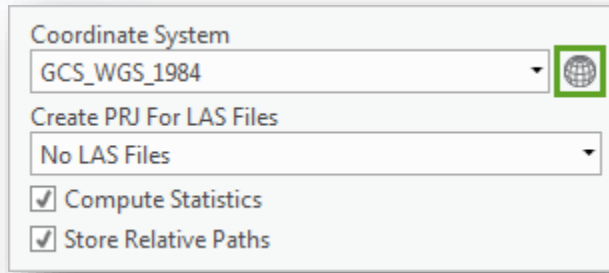 Coordinate System
GCS_WGS_1984
Create PRJ For LAS Files
No LAS Files
Compute Statistics
Store Relative Paths